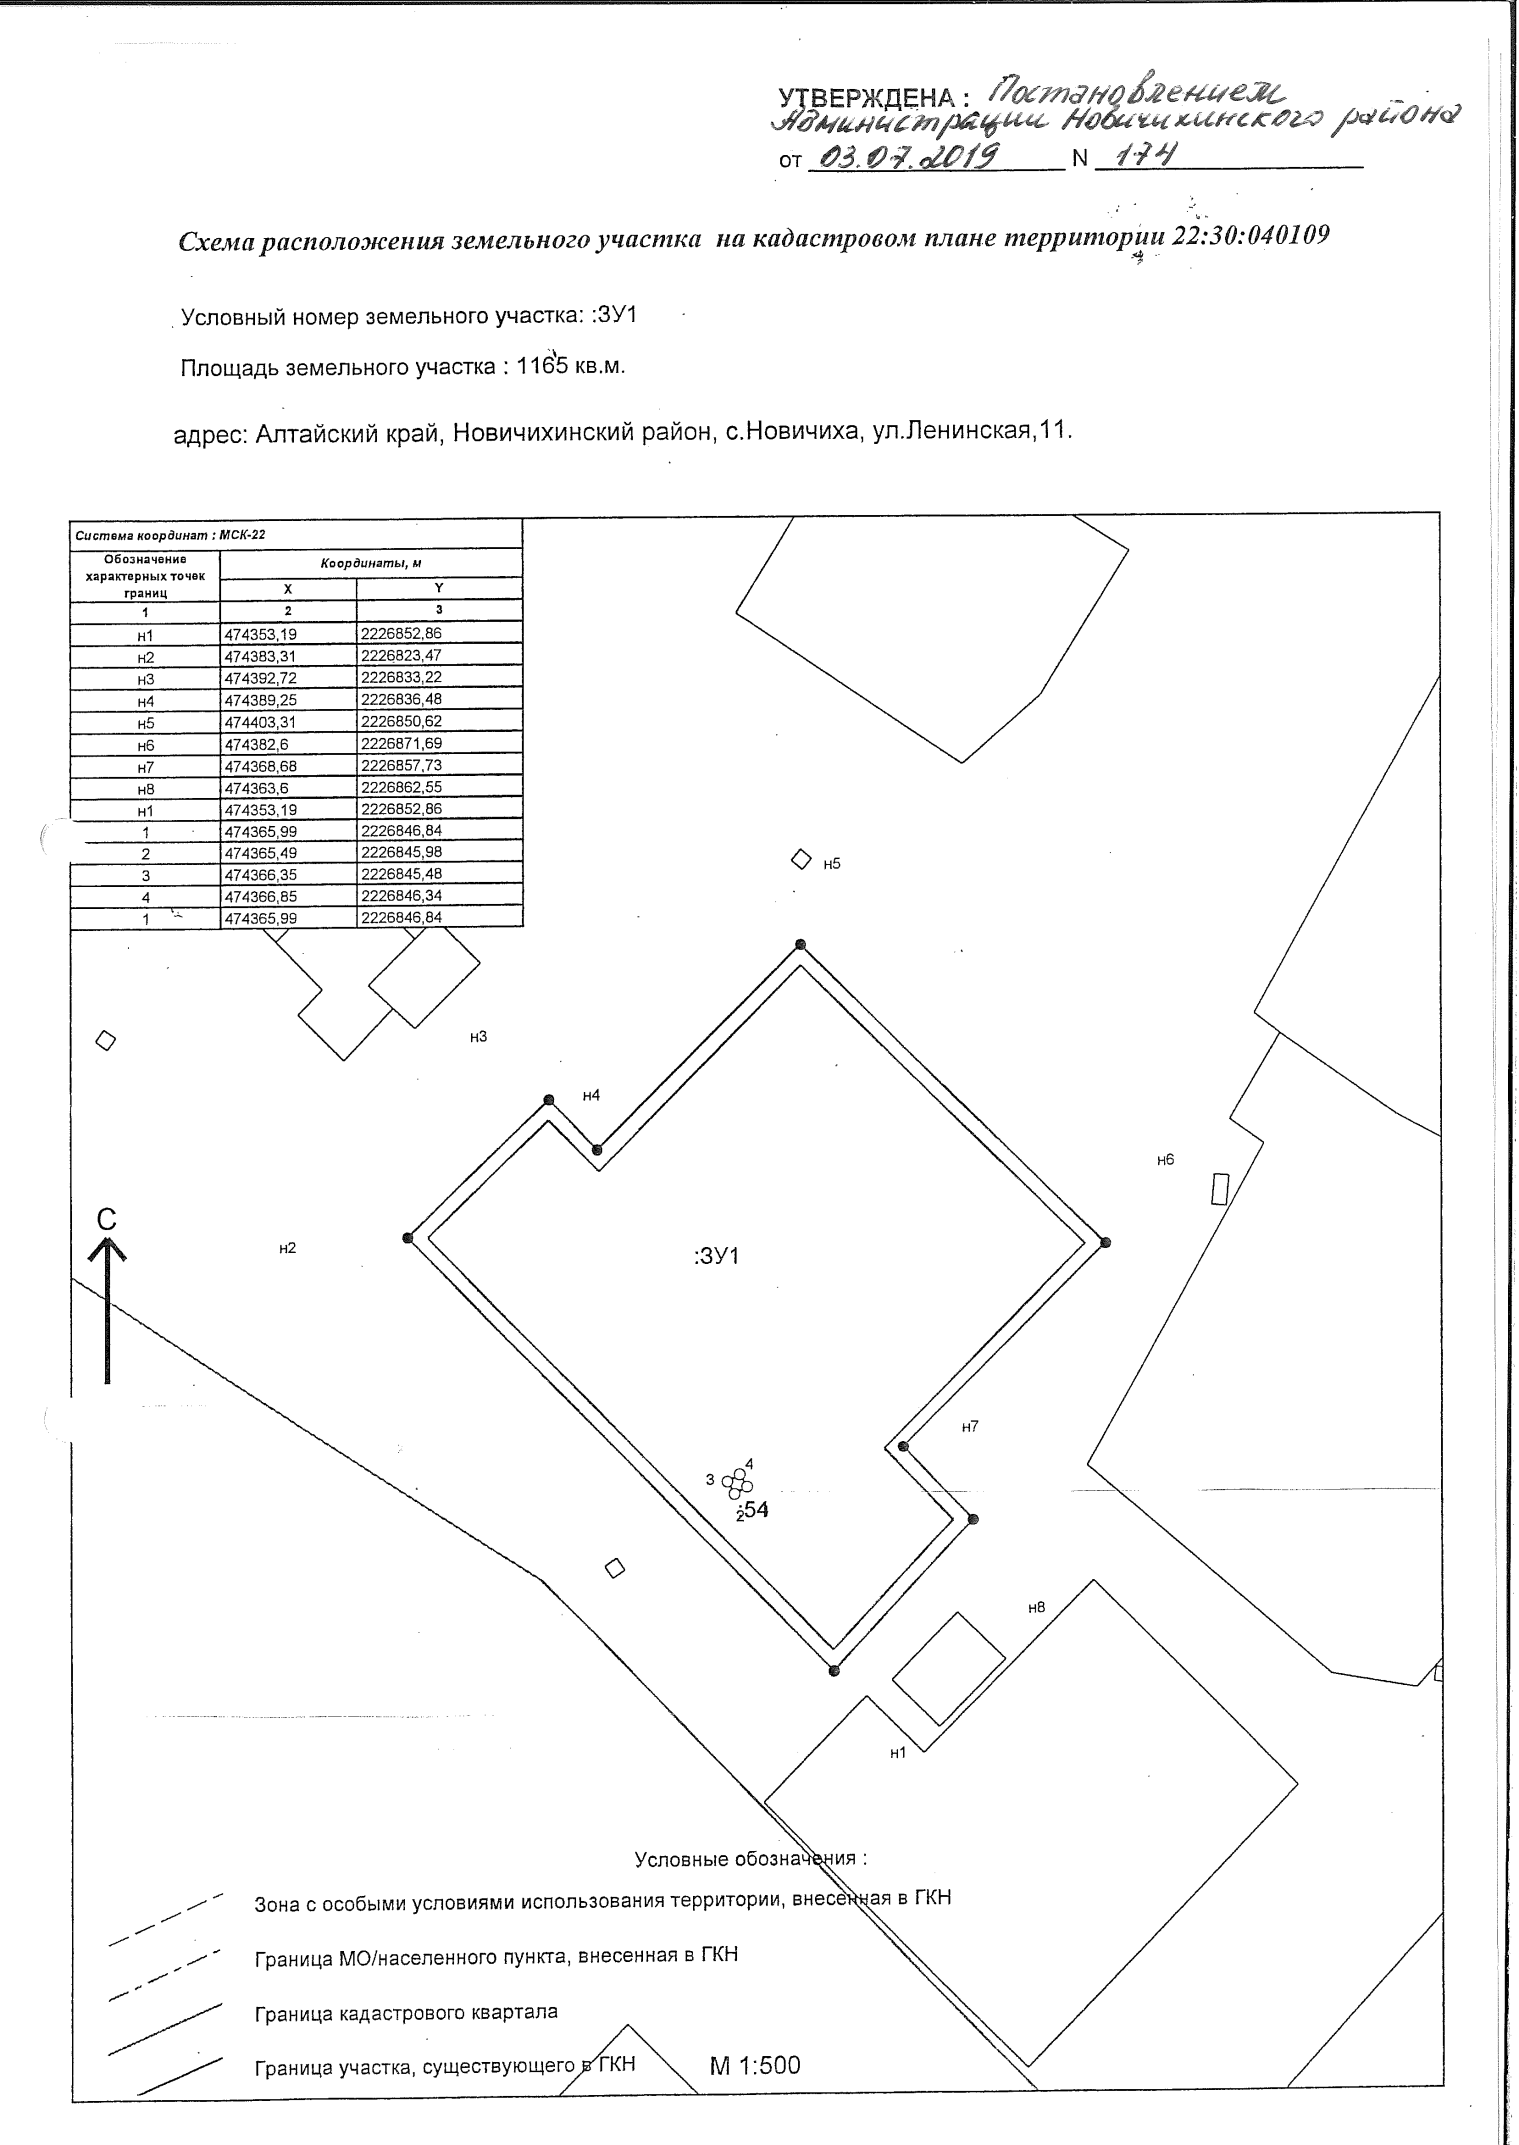 УТВЕРЖДЕНА : Постановлением
Администрации Новичихинского района
от 03.07.2019 N 174
Схема расположения земельного участка на кадастровом плане территории 22:30:040109
Условный номер земельного участка: :ЗУ1
Площадь земельного участка : 1165 кв.м.
адрес: Алтайский край, Новичихинский район, с.Новичиха, ул.Ленинская,11.
Система координат : МСК-22
Обозначение характерных точек границ Координаты, м
X Y
1 2 3
н1 474353,19 2226852,86
н2 474383,31 2226823,47
н3 474392,72 2226833,22
н4 474389,25 2226836,48
н5 474403,31 2226850,62
н6 474382,6 2226871,69
н7 474368,68 2226857,73
н8 474363,6 2226862,55
н1 474353,19 2226852,86
1 474365,99 2226846,84
2 474365,49 2226845,98
3 474366,35 2226845,48
4 474366,85 2226846,34
1 474365,99 2226846,84
н5
н3
н4
н6
С
н2
:ЗУ1
н7
4
3
:54
2
н8
н1
Условные обозначения :
Зона с особыми условиями использования территории, внесенная в ГКН
Граница МО/населенного пункта, внесенная в ГКН
Граница кадастрового квартала
Граница участка, существующего в ГКН
М 1:500